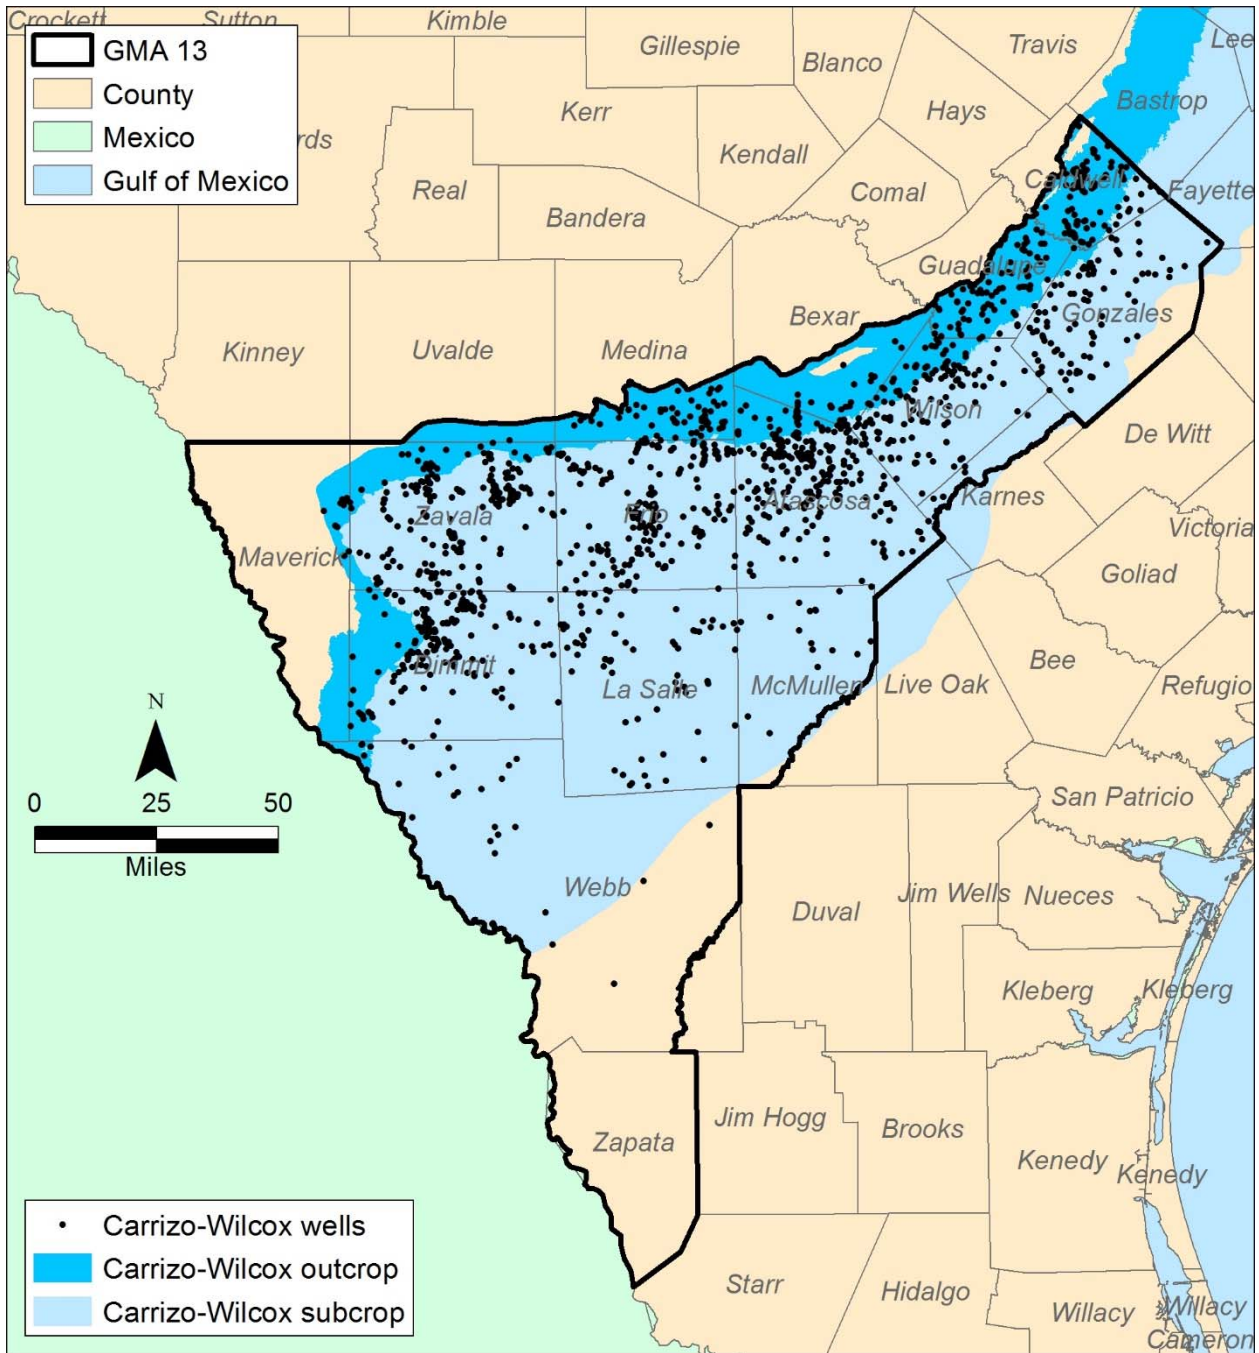 Crockett
Sutton
Kimble
Gillespie
Blanco
Travis
Lee
GMA 13
County
Mexico
Gulf of Mexico
rds
Kerr
Real
Kendall
Hays
Bastrop
Bandera
Comal
Caldwell
Fayette
Guadalupe
Kinney
Uvalde
Medina
Bexar
Gonzales
Wilson
De Witt
Maverick
Zavala
Frio
Atascosa
Karnes
Victoria
Goliad
Dimmit
La Salle
McMullen
Live Oak
Bee
Refugio
N
0 25 50
Miles
San Patricio
Webb
Duval
Jim Wells
Nueces
Kleberg
Kleberg
Zapata
Jim Hogg
Brooks
Kenedy
Kenedy
Carrizo-Wilcox wells
Carrizo-Wilcox outcrop
Carrizo-Wilcox subcrop
Starr
Hidalgo
Willacy
Willacy
Cameron